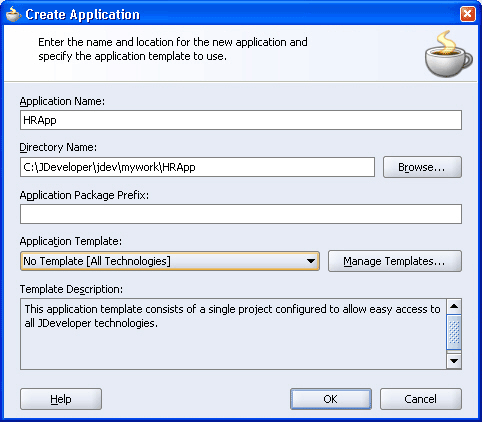 Create Application
Enter the name and location for the new application and
specify the application template to use.
Application Name:
HRApp
Directory Name:
C:\JDeveloper\jdev\mywork\HRApp
Browse...
Application Package Prefix:
Application Template:
No Template [All Technologies]
Manage Templates...
Template Description:
This application template consists of a single project configured to allow easy access to
all JDeveloper technologies.
Help
OK
Cancel